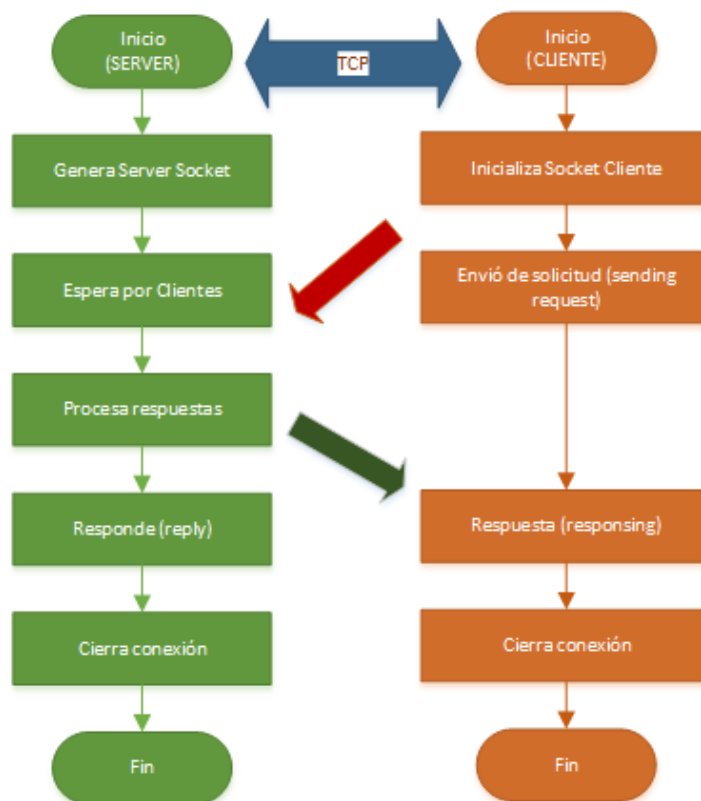 Inicio
(SERVER)
TCP
Inicio
(CLIENTE)
Genera Server Socket
Inicializa Socket Cliente
Espera por Clientes
Envió de solicitud (sending
request)
Procesa respuestas
Responde (reply)
Respuesta (responsing)
Cierra conexión
Cierra conexión
Fin
Fin